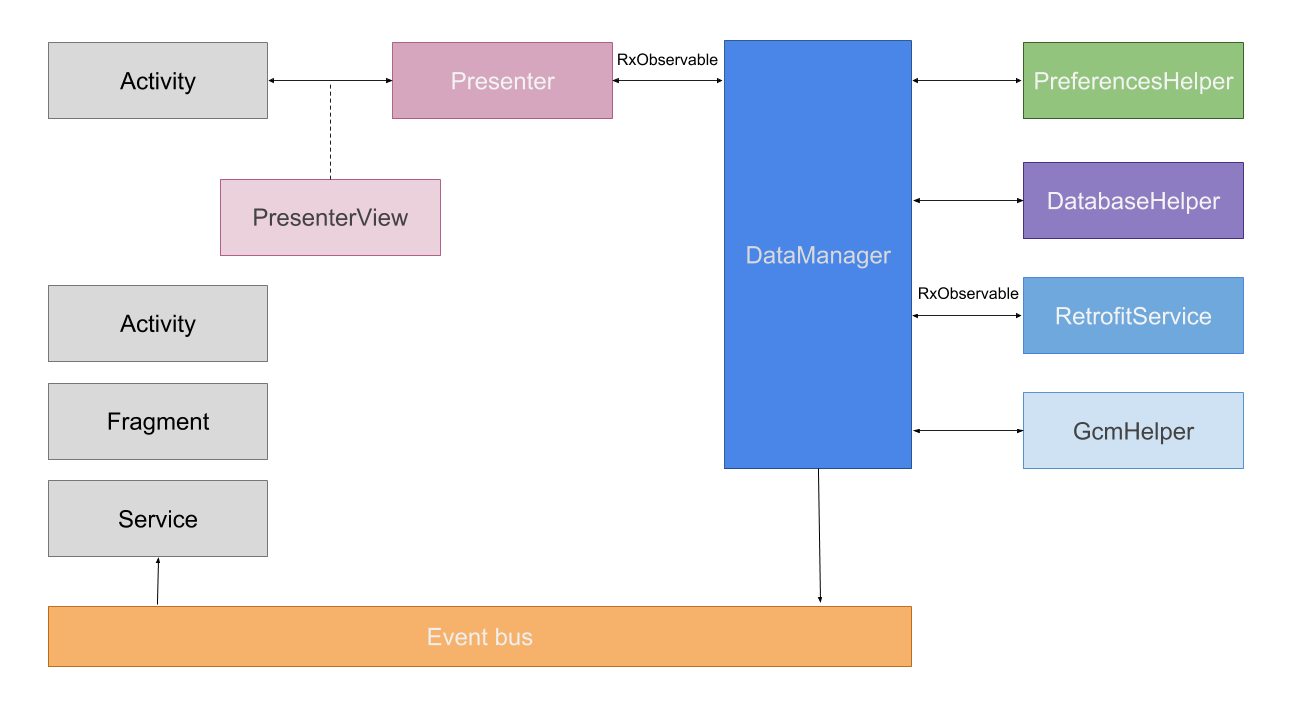 Activity
Presenter
RxObservable
PreferencesHelper
PresenterView
DataManager
DatabaseHelper
RxObservable
RetrofitService
Activity
Fragment
GcmHelper
Service
Event bus